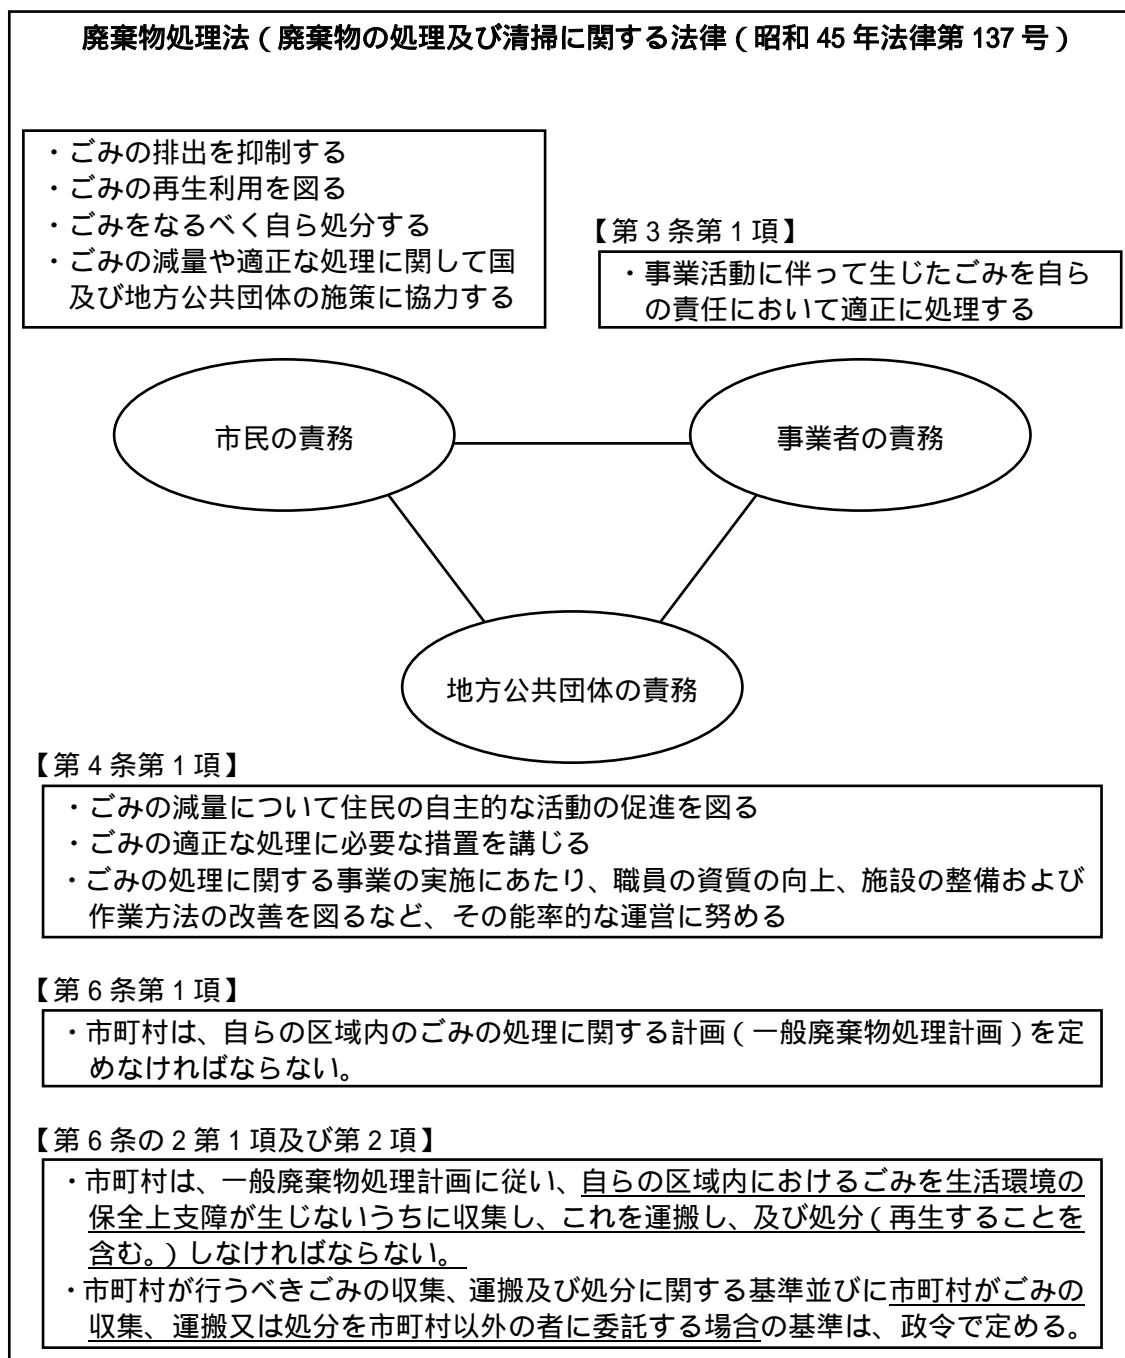 廃棄物処理法(廃棄物の処理及び清掃に関する法律(昭和 45 年法律第 137 号)
・ごみの排出を抑制する
・ごみの再生利用を図る
・ごみをなるべく自ら処分する
・ごみの減量や適正な処理に関して国
及び地方公共団体の施策に協力する
【第 3 条第 1 項】
・事業活動に伴って生じたごみを自ら
の責任において適正に処理する
市民の責務
事業者の責務
地方公共団体の責務
【第 4 条第 1 項】
・ごみの減量について住民の自主的な活動の促進を図る
・ごみの適正な処理に必要な措置を講じる
・ごみの処理に関する事業の実施にあたり、職員の資質の向上、施設の整備および
作業方法の改善を図るなど、その能率的な運営に努める
【第 6 条第 1 項】
・市町村は、自らの区域内のごみの処理に関する計画(一般廃棄物処理計画)を定
めなければならない。
【第 6 条の 2 第 1 項及び第 2 項】
・市町村は、一般廃棄物処理計画に従い、自らの区域内におけるごみを生活環境の
保全上支障が生じないうちに収集し、これを運搬し、及び処分(再生することを
含む。)しなければならない。
・市町村が行うべきごみの収集、運搬及び処分に関する基準並びに市町村がごみの
収集、運搬又は処分を市町村以外の者に委託する場合の基準は、政令で定める。